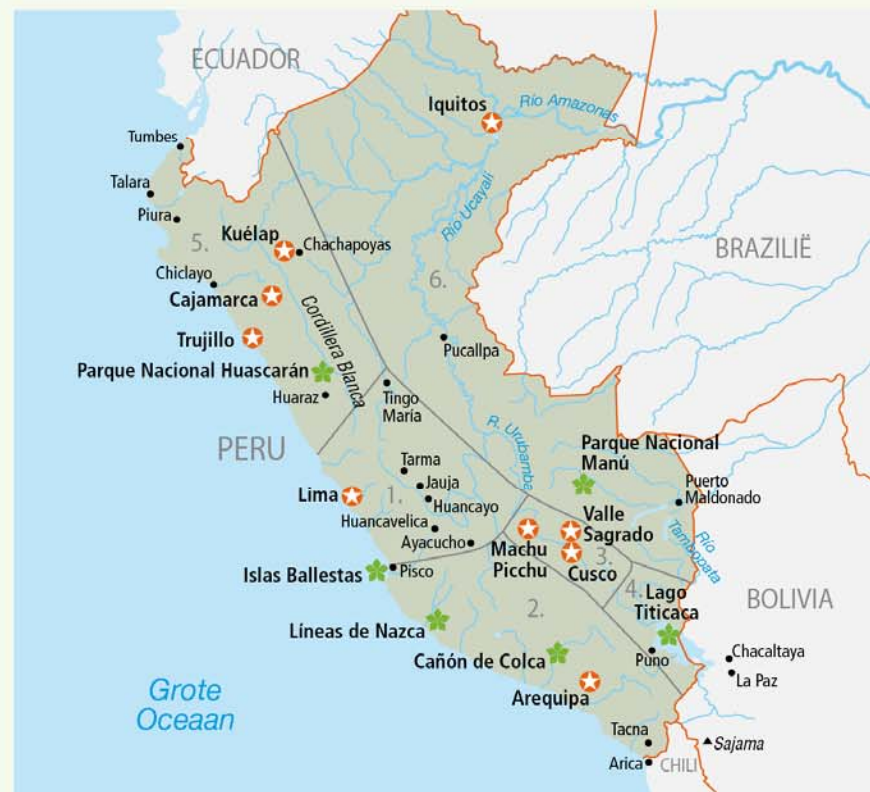 ECUADOR
Iquitos
Río Amazonas
Tumbes
Río Ucayali
Talara
Piura
5.
Kuélap
Chachapoyas
BRAZILIË
Chiclayo
6.
Cajamarca
Cordillera Blanca
Trujillo
Pucallpa
Parque Nacional Huascarán
Huaraz
Tingo
María
R. Urubamba
PERU
Parque Nacional
Manú
Tarma
Jauja
Puerto
Maldonado
Lima
1.
Huancayo
Huancavelica
Valle
Sagrado
Río
Tambopata
Ayacucho
Machu
Picchu
3.
Cusco
Islas Ballestas
Pisco
4.
Lago
Titicaca
BOLIVIA
2.
Líneas de Nazca
Cañón de Colca
Puno
Chacaltaya
La Paz
Grote
Oceaan
Arequipa
Tacna
Sajama
Arica
CHILI